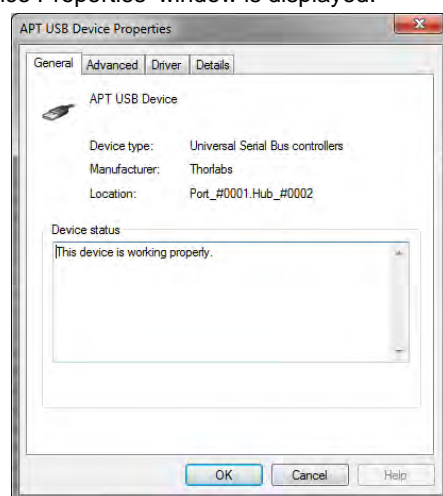 APT USB Device Properties
General Advanced Driver Details
APT USB Device
Device type: Universal Serial Bus controllers
Manufacturer: Thorlabs
Location: Port_#0001.Hub_#0002
Device status
This device is working properly.
OK Cancel Help